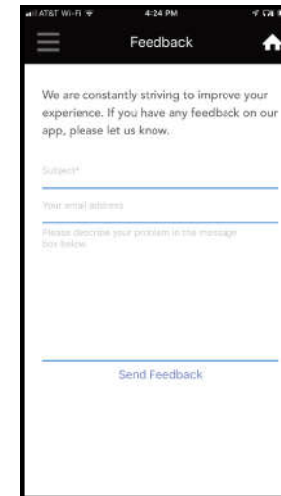 AT&T Wi-Fi 4:24 PM
Feedback
We are constantly striving to improve your
experience. If you have any feedback on our
app, please let us know.
Subject*
Your email address
Please describe your problem in the message
box below.
Send Feedback